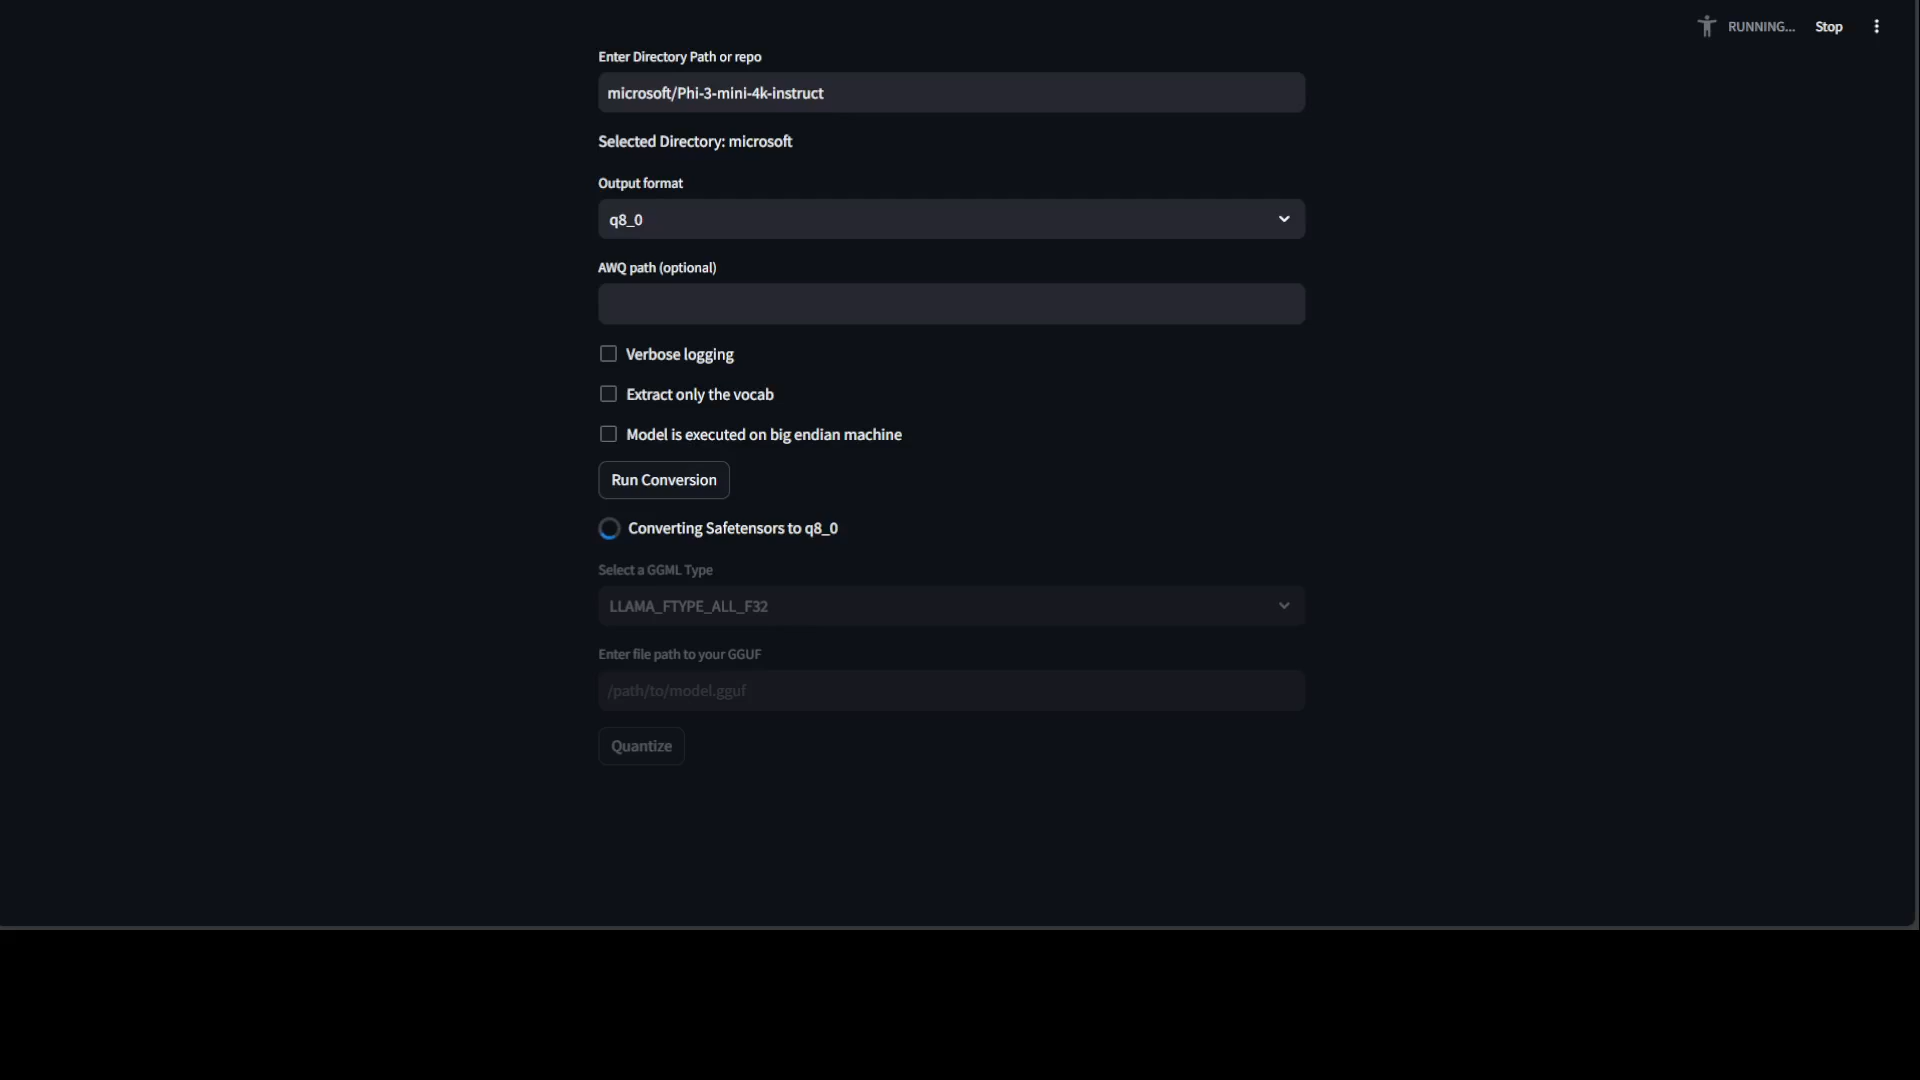 RUNNING...
Stop
Enter Directory Path or repo
microsoft/Phi-3-mini-4k-instruct
Selected Directory: microsoft
Output format
q8_0
AWQ path (optional)
Verbose logging
Extract only the vocab
Model is executed on big endian machine
Run Conversion
Converting Safetensors to q8_0
Select a GGML Type
LLAMA_FTYPE_ALL_F32
Enter file path to your GGUF
/path/to/model.gguf
Quantize